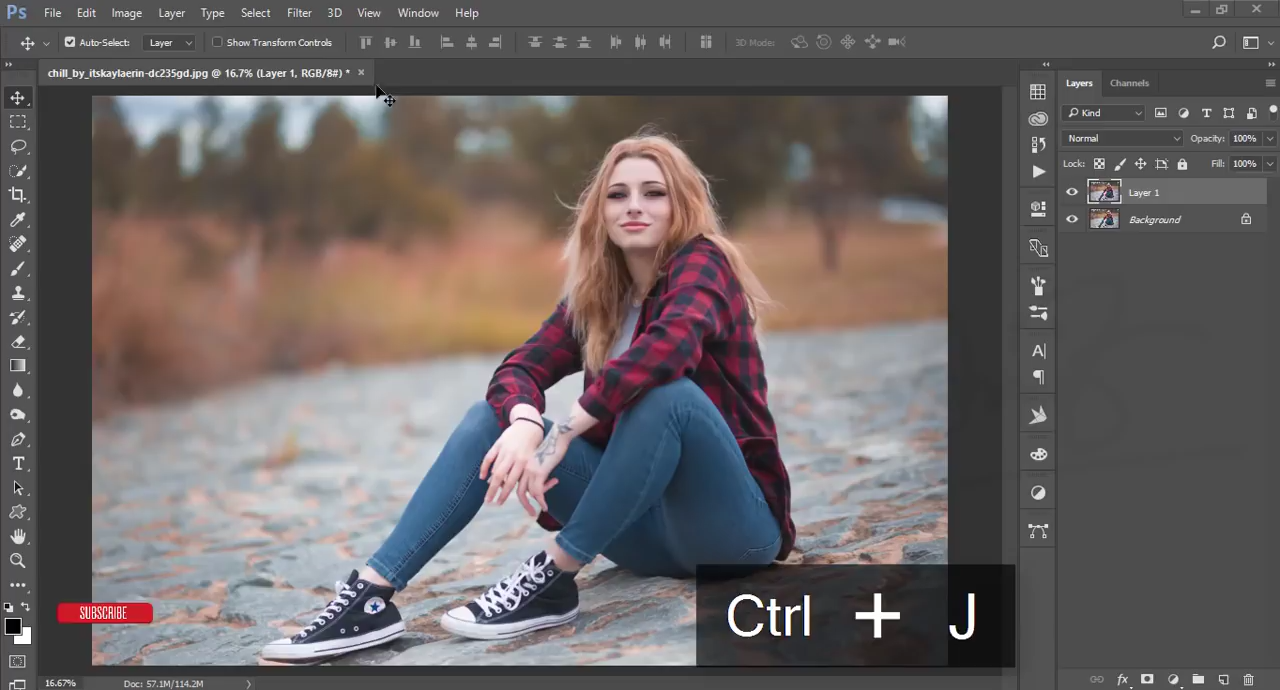 Ps File Edit Image Layer Type Select Filter 3D View Window Help
Auto-Select: Layer Show Transform Controls 3D Mode:
chill_by_itskaylaerin-dc235gd.jpg @ 16.7% (Layer 1, RGB/8#) * ×
Layers Channels
Kind
Normal Opacity: 100%
Lock: Fill: 100%
Layer 1
Background
SUBSCRIBE
Ctrl + J
16.67% Doc: 57.1M/114.2M